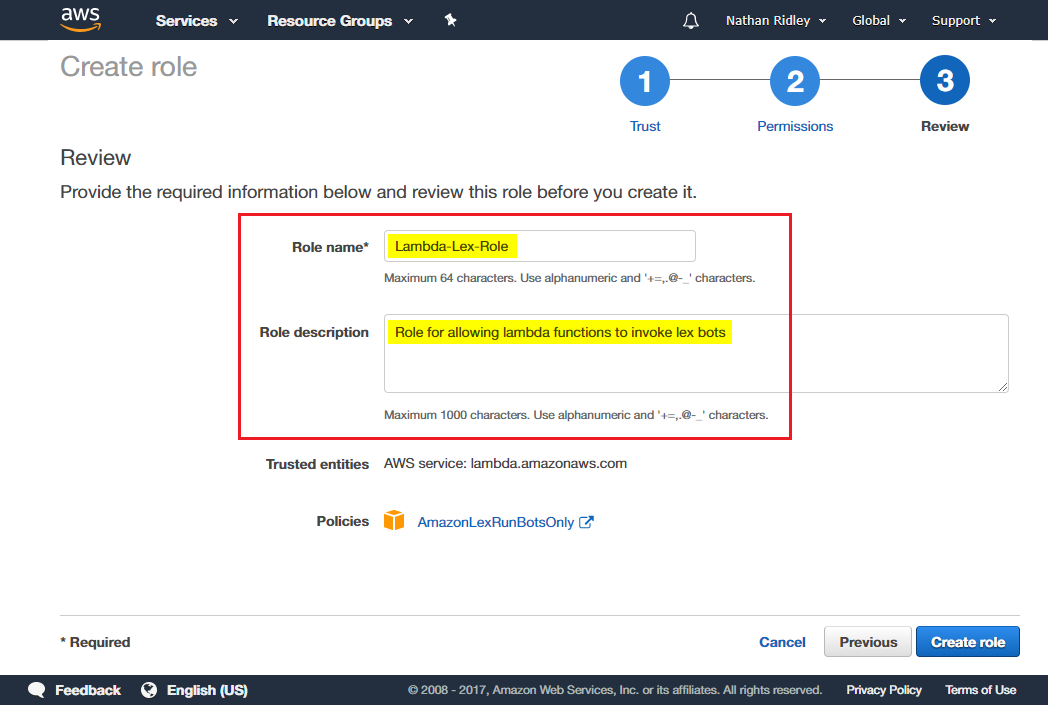 aws Services Resource Groups Nathan Ridley Global Support
Create role
1 2 3
Trust Permissions Review
Review
Provide the required information below and review this role before you create it.
Role name* Lambda-Lex-Role
Maximum 64 characters. Use alphanumeric and '+=,.@-_' characters.
Role description Role for allowing lambda functions to invoke lex bots
Maximum 1000 characters. Use alphanumeric and '+=,.@-_' characters.
Trusted entities AWS service: lambda.amazonaws.com
Policies AmazonLexRunBotsOnly
* Required Cancel Previous Create role
Feedback English (US) © 2008 - 2017, Amazon Web Services, Inc. or its affiliates. All rights reserved. Privacy Policy Terms of Use